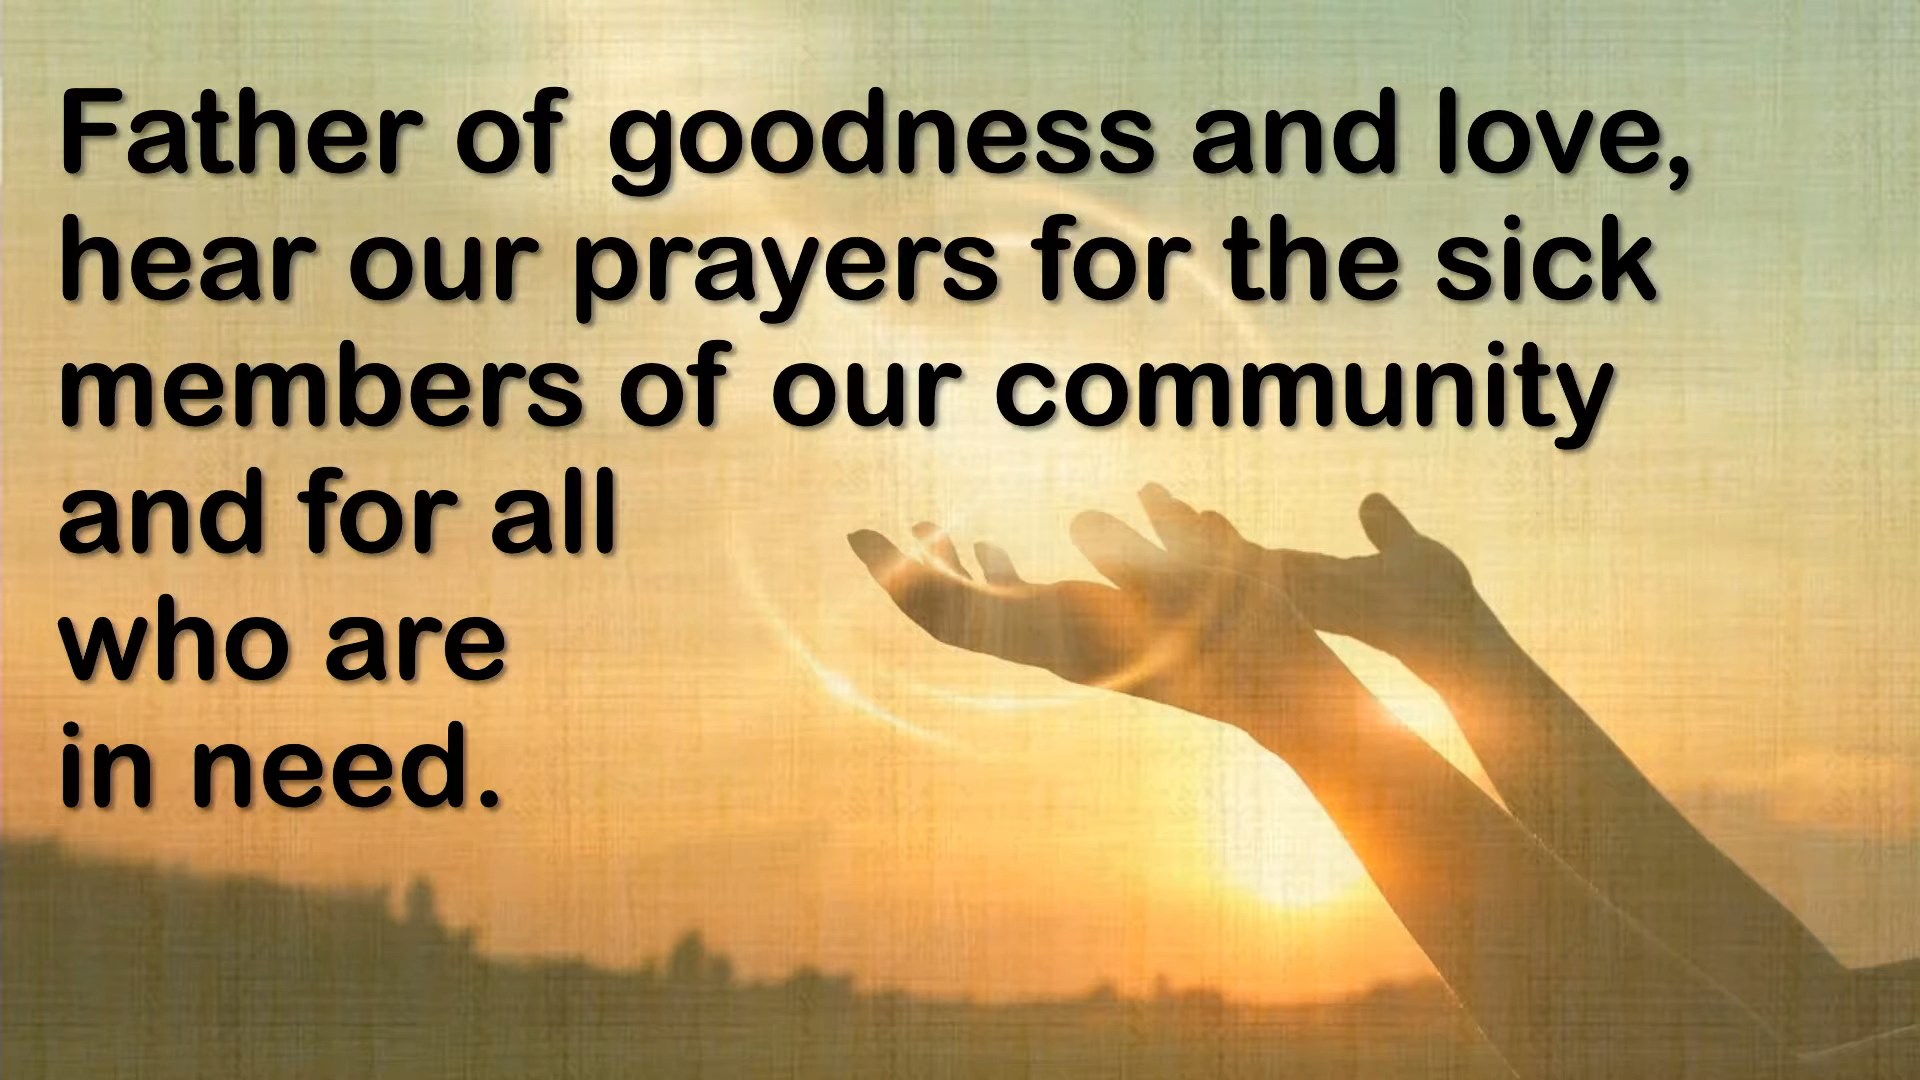 Father of goodness and love,
hear our prayers for the sick
members of our community
and for all
who are
in need.